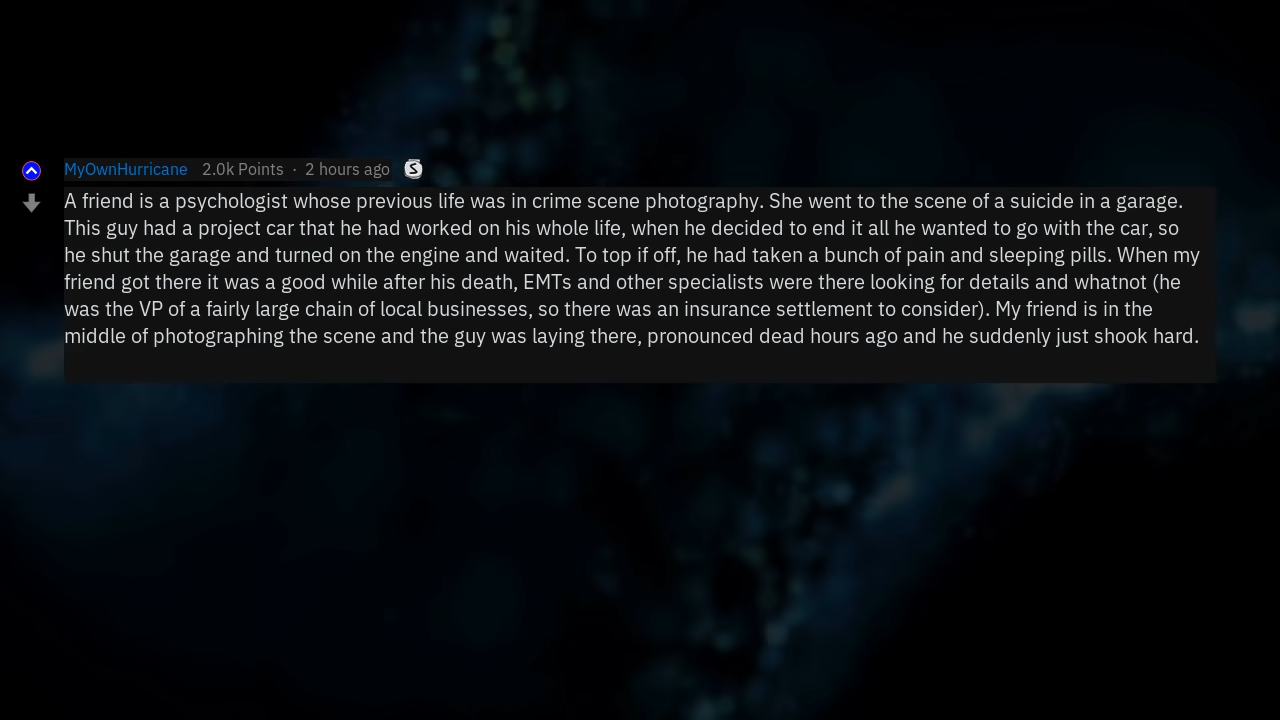 MyOwnHurricane 2.0k Points · 2 hours ago S
A friend is a psychologist whose previous life was in crime scene photography. She went to the scene of a suicide in a garage.
This guy had a project car that he had worked on his whole life, when he decided to end it all he wanted to go with the car, so
he shut the garage and turned on the engine and waited. To top if off, he had taken a bunch of pain and sleeping pills. When my
friend got there it was a good while after his death, EMTs and other specialists were there looking for details and whatnot (he
was the VP of a fairly large chain of local businesses, so there was an insurance settlement to consider). My friend is in the
middle of photographing the scene and the guy was laying there, pronounced dead hours ago and he suddenly just shook hard.